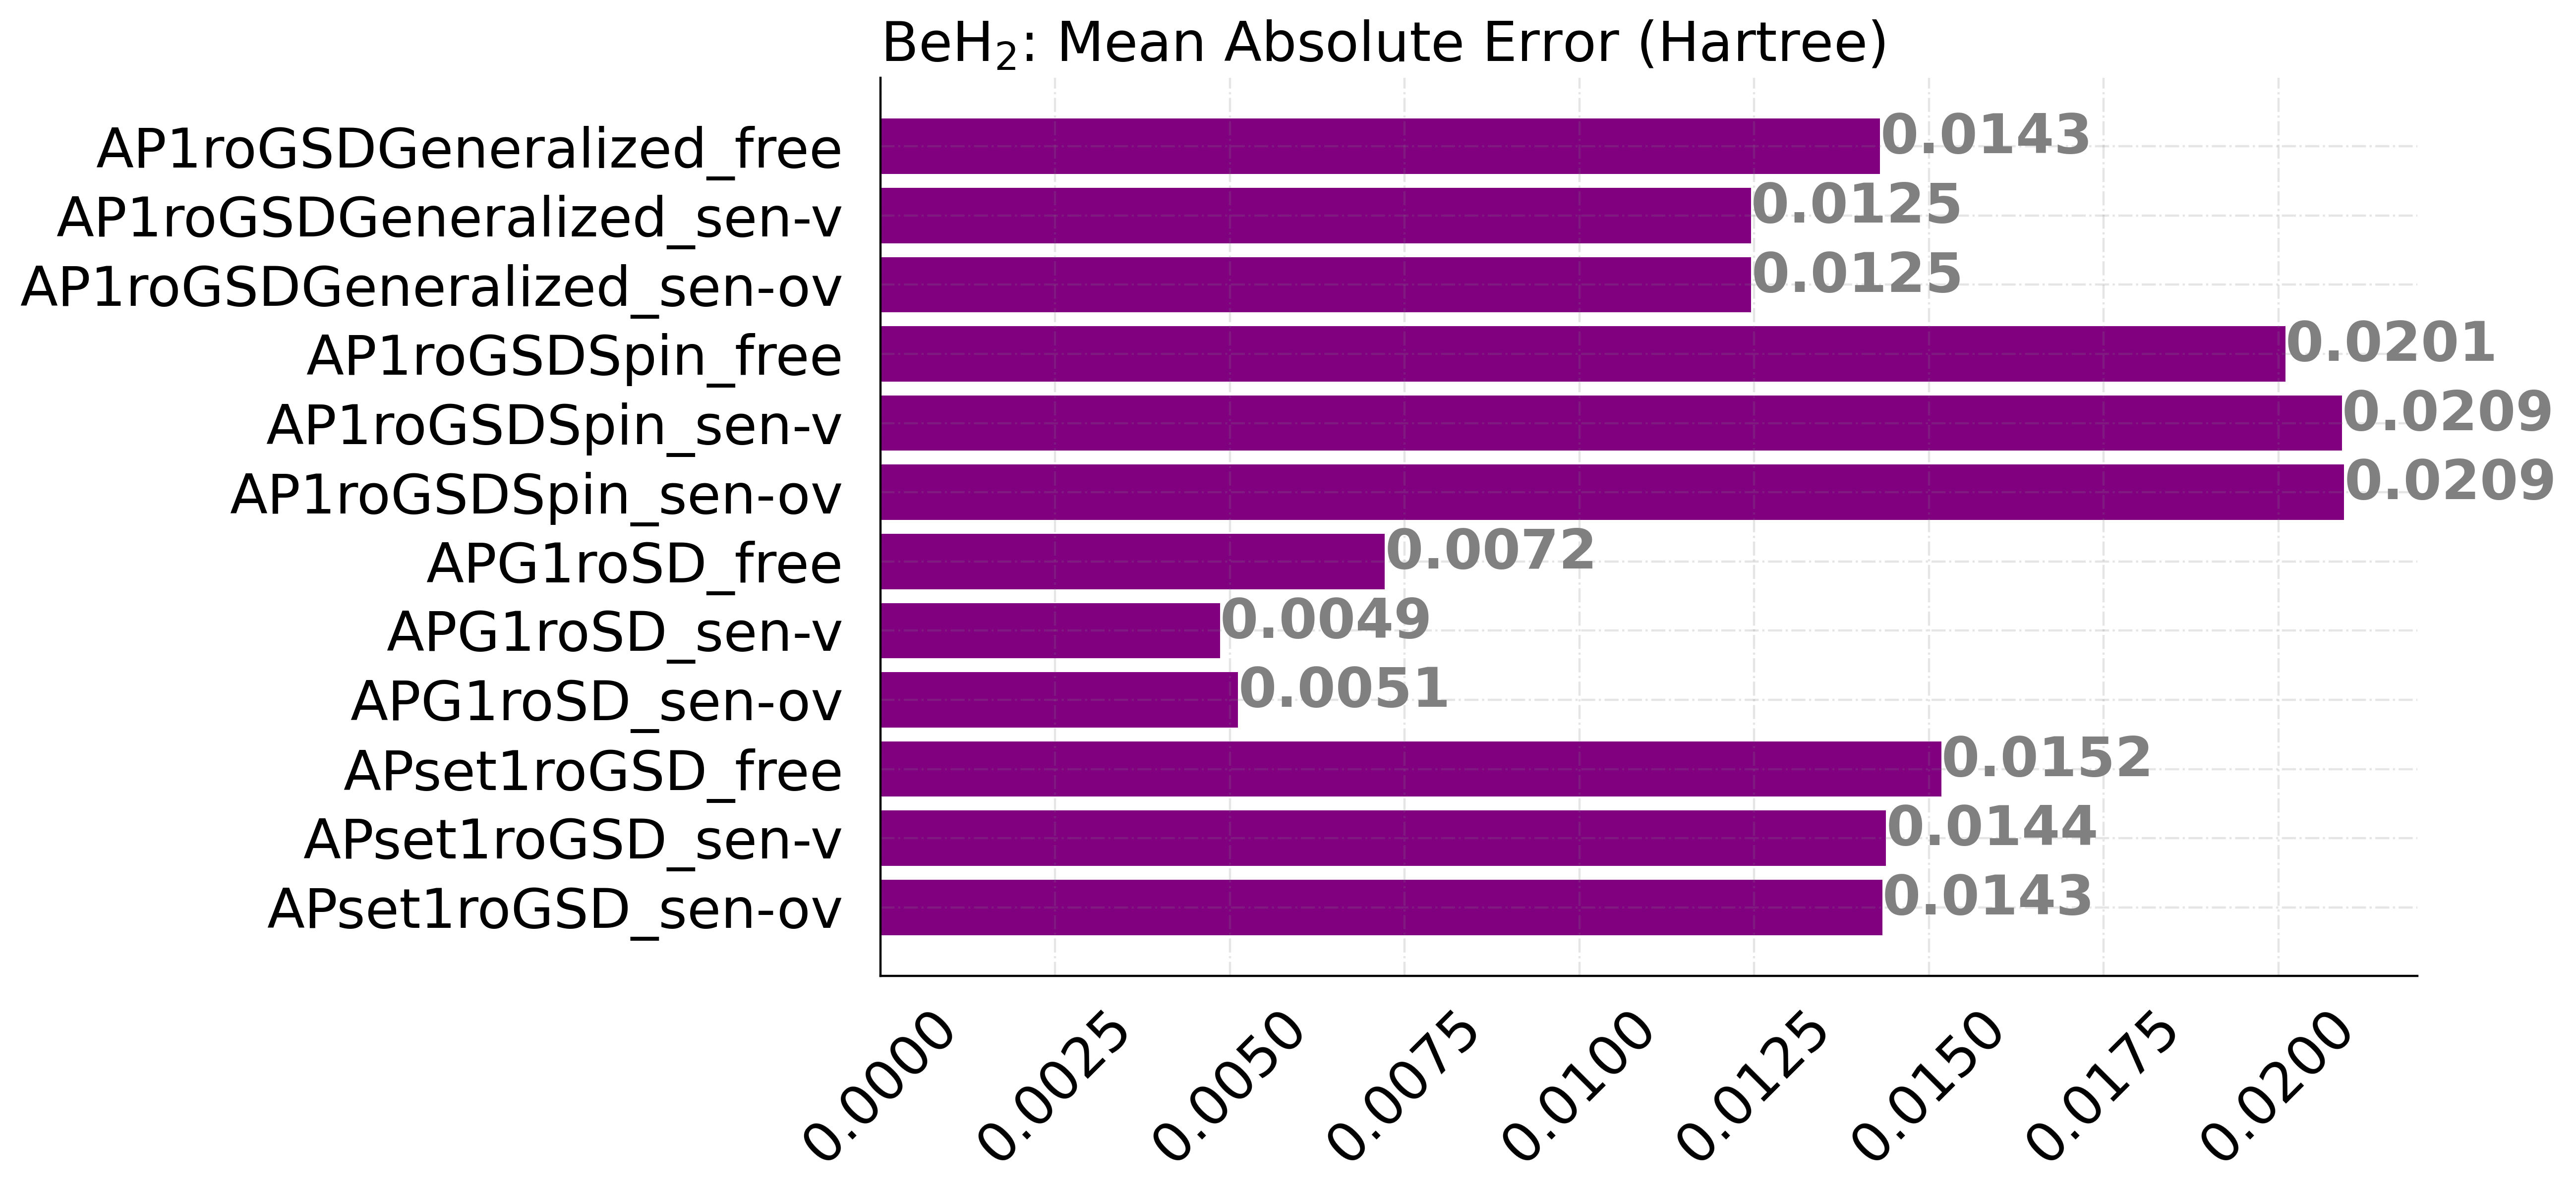 BeH₂: Mean Absolute Error (Hartree)
AP1roGSDGeneralized_free 0.0143
AP1roGSDGeneralized_sen-v 0.0125
AP1roGSDGeneralized_sen-ov 0.0125
AP1roGSDSpin_free 0.0201
AP1roGSDSpin_sen-v 0.0209
AP1roGSDSpin_sen-ov 0.0209
APG1roSD_free 0.0072
APG1roSD_sen-v 0.0049
APG1roSD_sen-ov 0.0051
APset1roGSD_free 0.0152
APset1roGSD_sen-v 0.0144
APset1roGSD_sen-ov 0.0143
0.0000 0.0025 0.0050 0.0075 0.0100 0.0125 0.0150 0.0175 0.0200